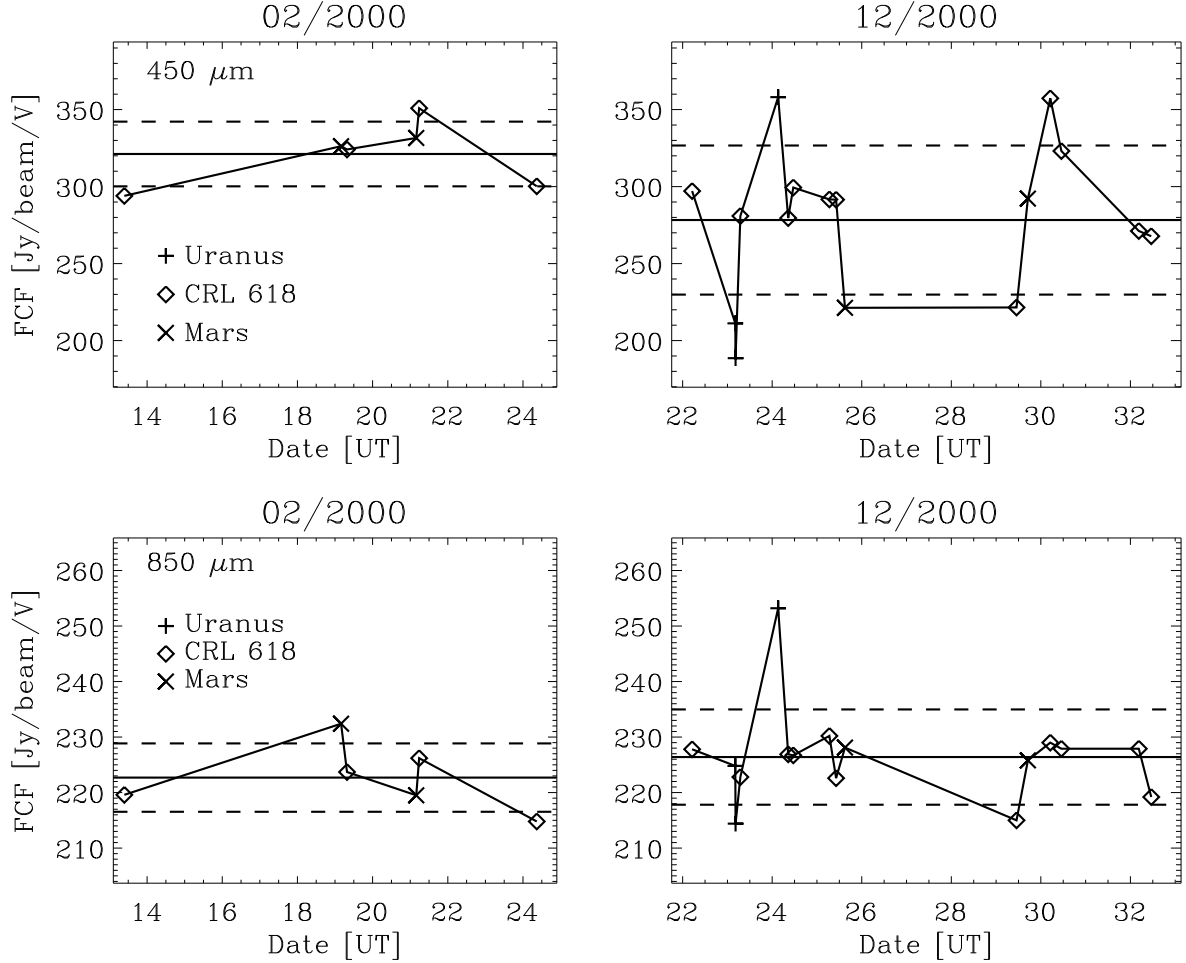 02/2000
12/2000
450 μm
FCF [Jy/beam/V]
350
300
250
200
Uranus
CRL 618
Mars
14 16 18 20 22 24
Date [UT]
350
300
250
200
22 24 26 28 30 32
Date [UT]
02/2000
12/2000
850 μm
FCF [Jy/beam/V]
260
250
240
230
220
210
Uranus
CRL 618
Mars
14 16 18 20 22 24
Date [UT]
260
250
240
230
220
210
22 24 26 28 30 32
Date [UT]